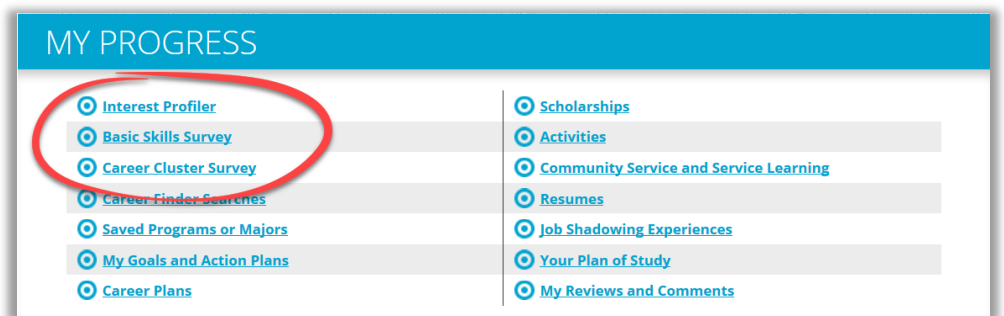 MY PROGRESS
Interest Profiler
Basic Skills Survey
Career Cluster Survey
Career Finder Searches
Saved Programs or Majors
My Goals and Action Plans
Career Plans
Scholarships
Activities
Community Service and Service Learning
Resumes
Job Shadowing Experiences
Your Plan of Study
My Reviews and Comments